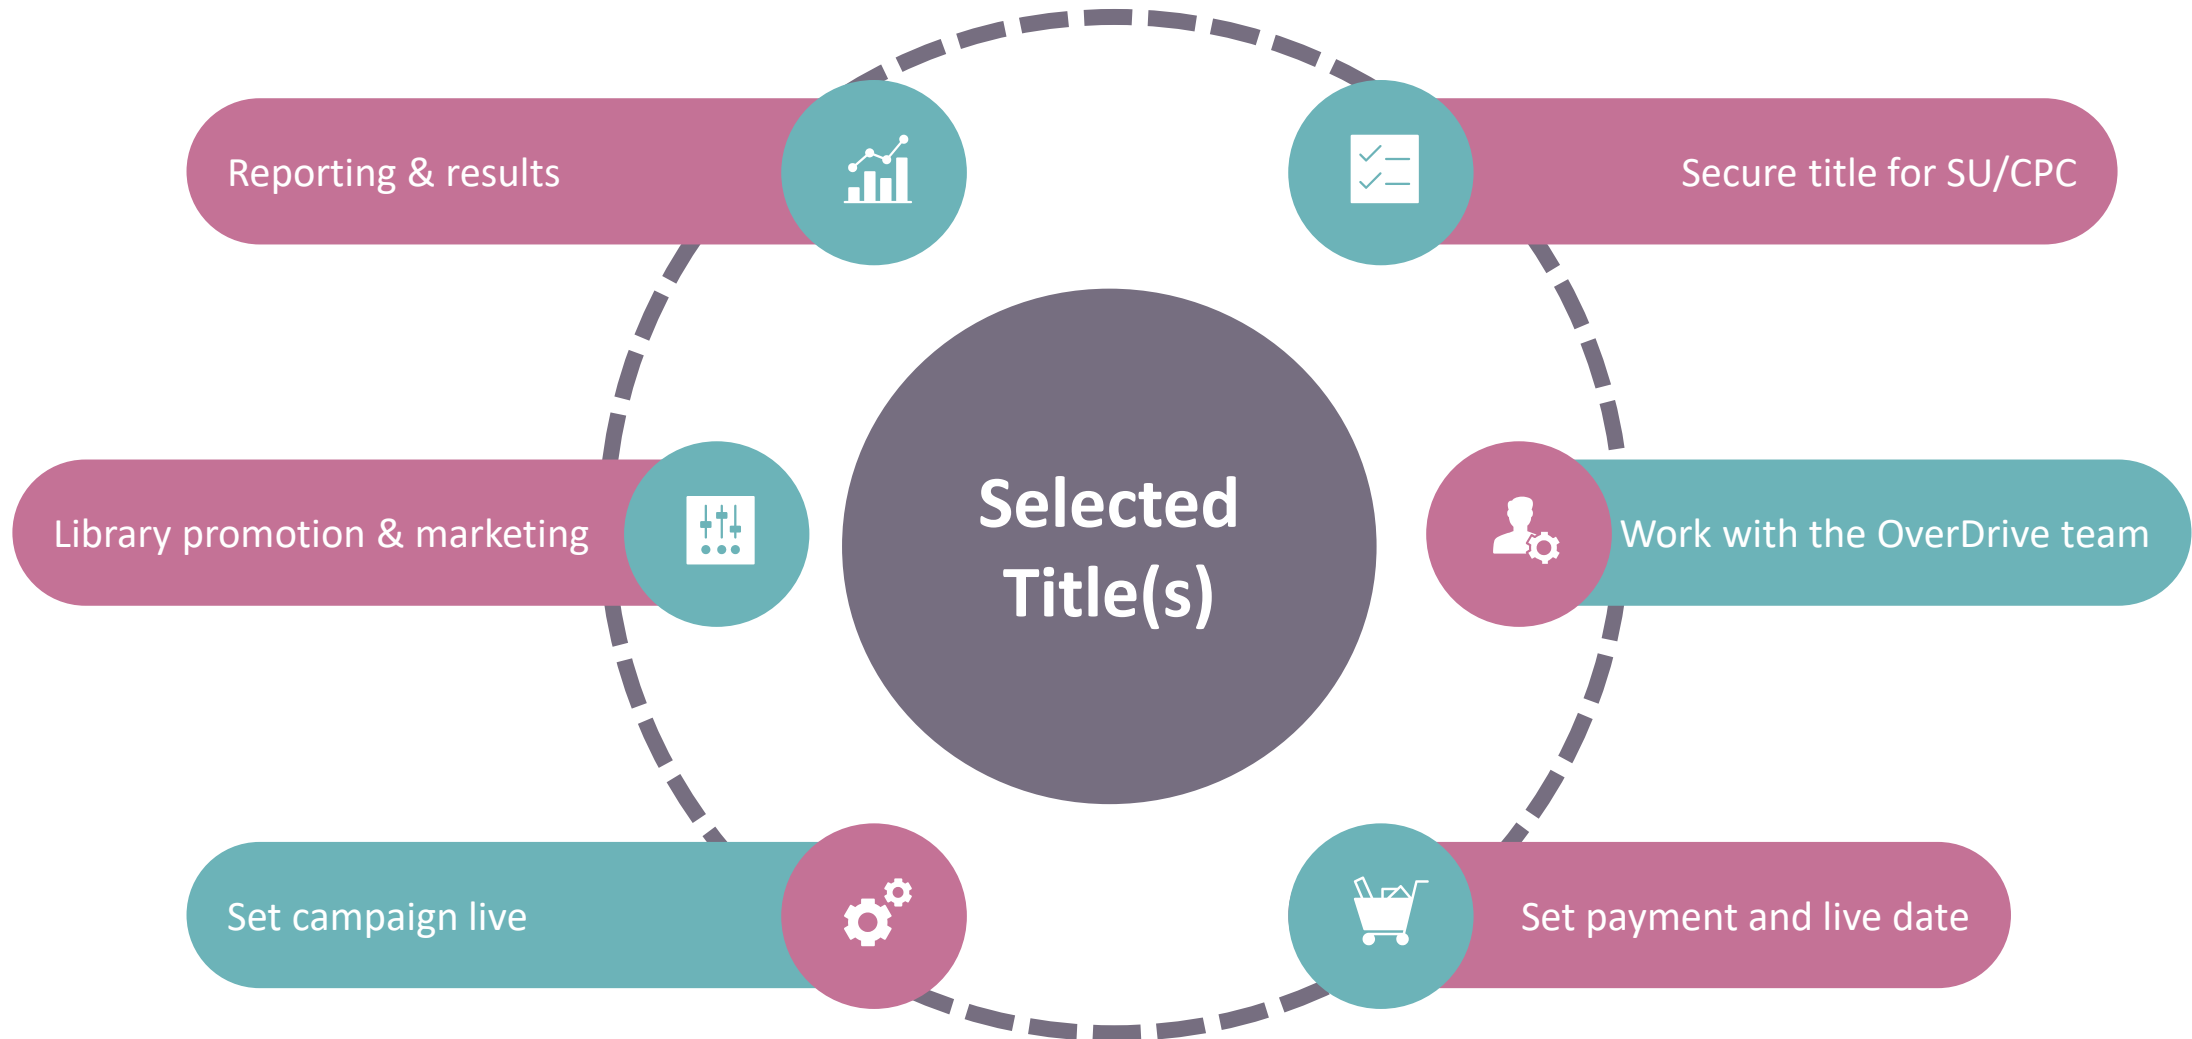 Reporting & results
Secure title for SU/CPC
Library promotion & marketing
Selected
Title(s)
Work with the OverDrive team
Set campaign live
Set payment and live date